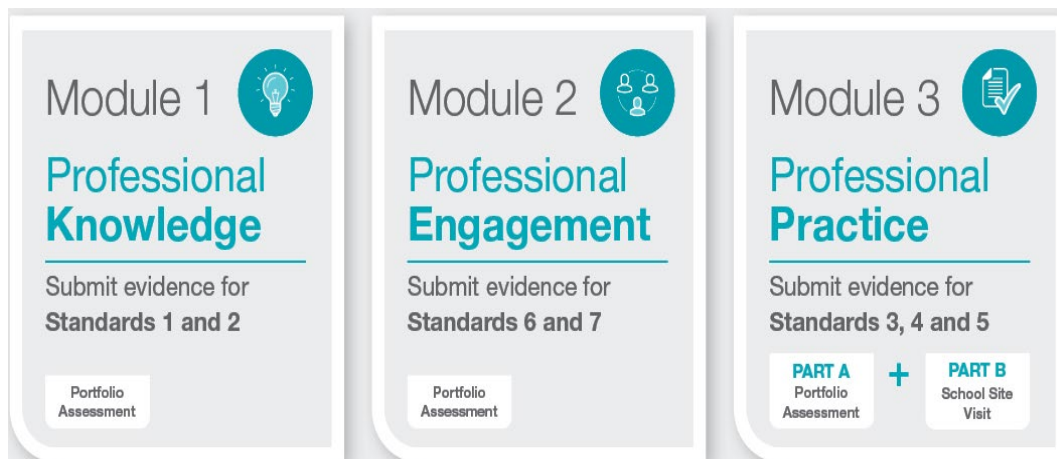 Module 1
Professional
Knowledge
Submit evidence for
Standards 1 and 2
Portfolio
Assessment
Module 2
Professional
Engagement
Submit evidence for
Standards 6 and 7
Portfolio
Assessment
Module 3
Professional
Practice
Submit evidence for
Standards 3, 4 and 5
PART A
Portfolio
Assessment
+
PART B
School Site
Visit